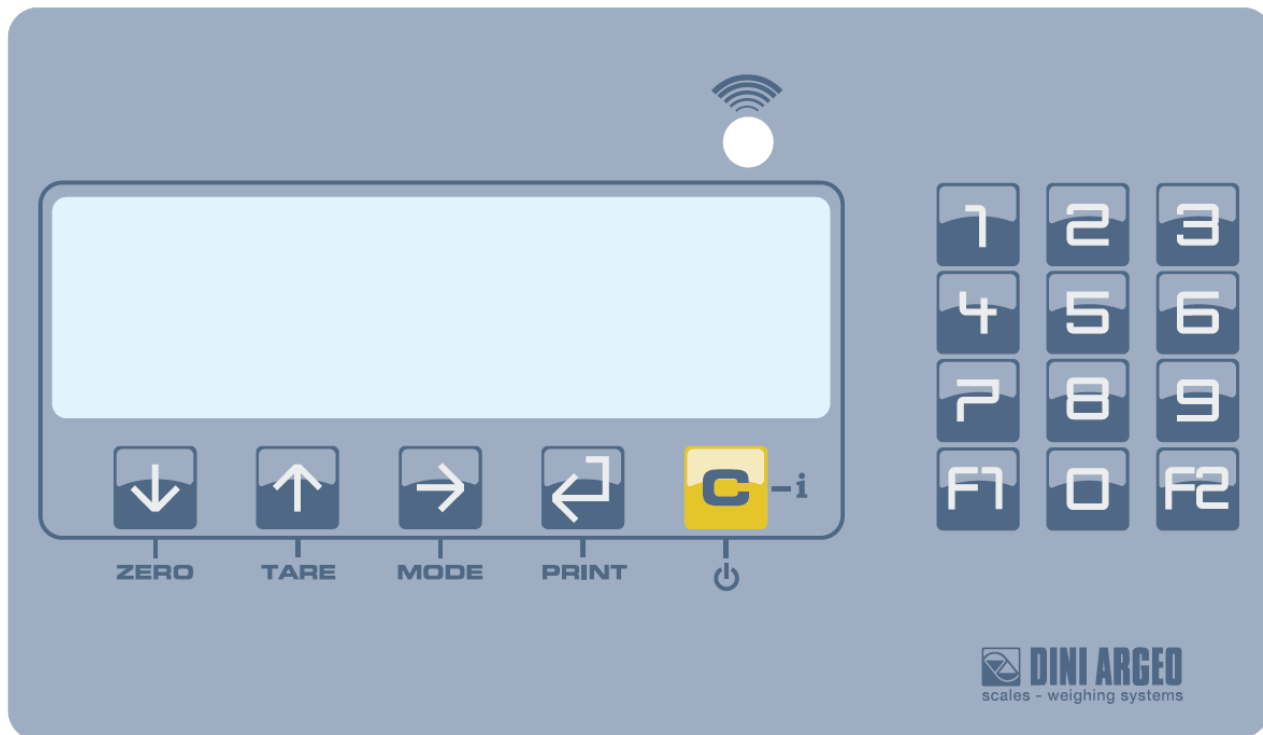 1 2 3
4 5 6
7 8 9
F1 0 F2
C -i
ZERO TARE MODE PRINT
DINI ARGEO
scales - weighing systems